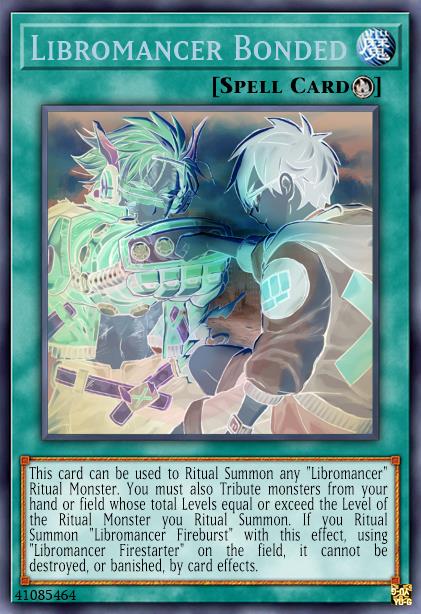 LIBROMANCER BONDED
魔
[SPELL CARD]
This card can be used to Ritual Summon any "Libromancer"
Ritual Monster. You must also Tribute monsters from your
hand or field whose total Levels equal or exceed the Level of
the Ritual Monster you Ritual Summon. If you Ritual
Summon "Libromancer Fireburst" with this effect, using
"Libromancer Firestarter" on the field, it cannot be
destroyed, or banished, by card effects.
41085464